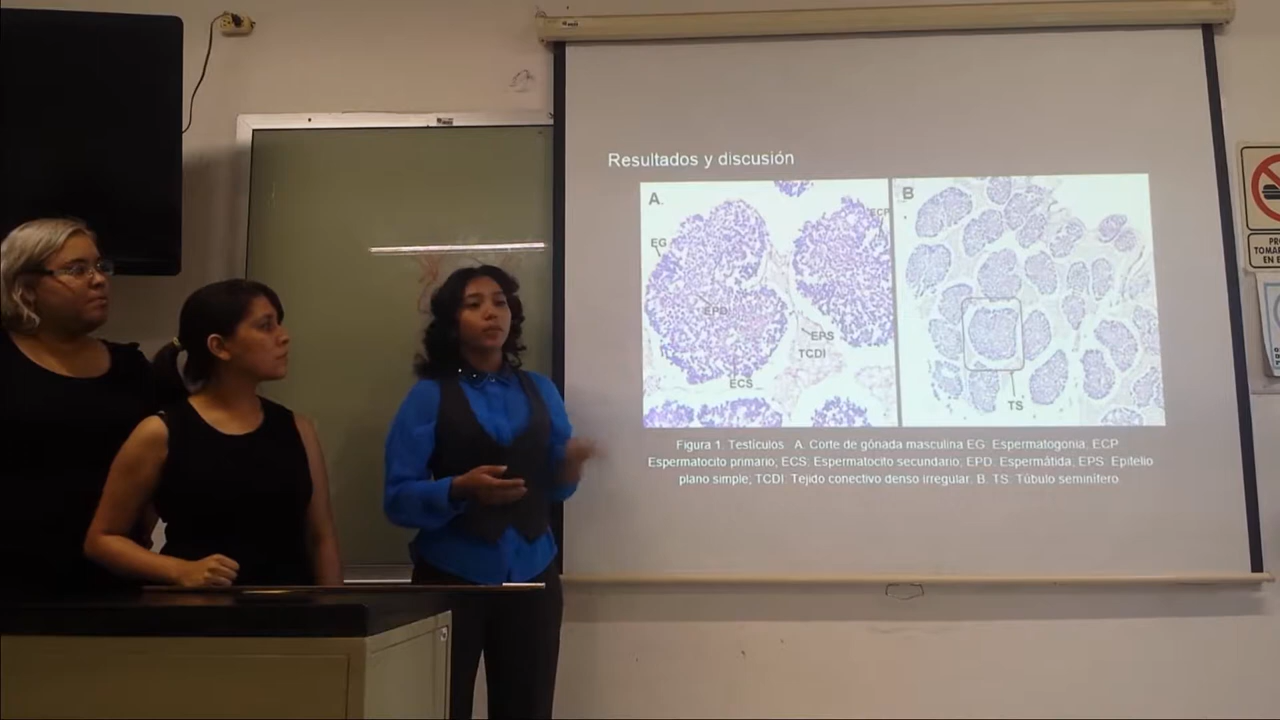 Resultados y discusión
A.
B
EG
ECP
EPD
EPS
TCDI
ECS
TS
Figura 1. Testículos. A. Corte de gónada masculina EG: Espermatogonia; ECP:
Espermatocito primario; ECS: Espermatocito secundario; EPD: Espermátida; EPS: Epitelio
plano simple; TCDI: Tejido conectivo denso irregular. B. TS: Túbulo seminífero.
EN